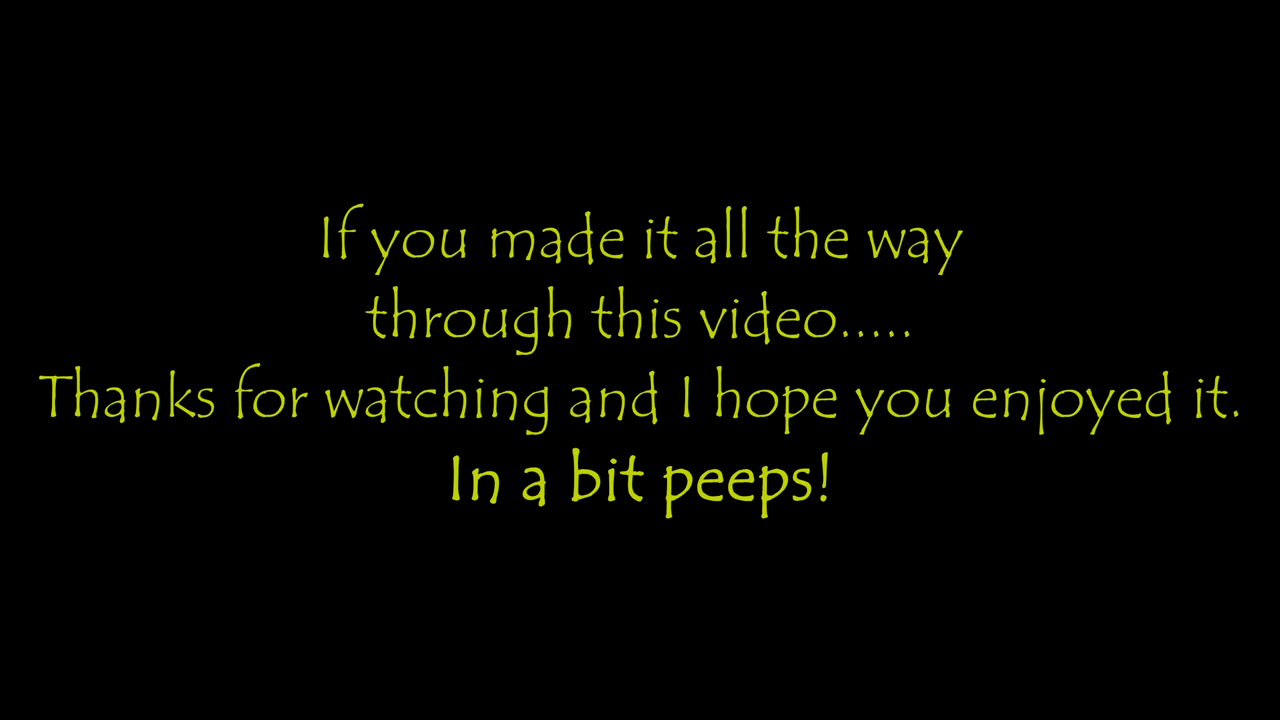 If you made it all the way
through this video.....
Thanks for watching and I hope you enjoyed it.
In a bit peeps!